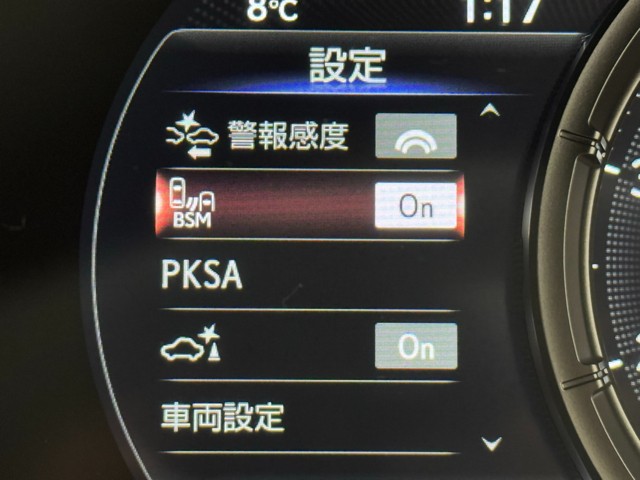 8°C 1:17
設定
警報感度
BSM On
PKSA
On
車両設定